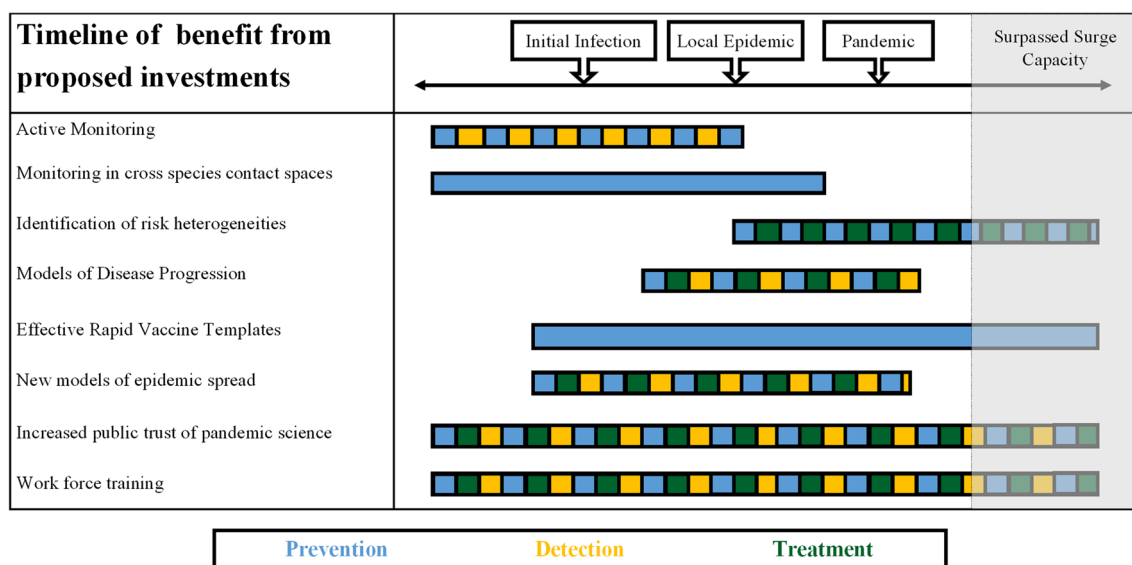 Timeline of benefit from
proposed investments
Initial Infection
Local Epidemic
Pandemic
Surpassed Surge
Capacity
Active Monitoring
Monitoring in cross species contact spaces
Identification of risk heterogeneities
Models of Disease Progression
Effective Rapid Vaccine Templates
New models of epidemic spread
Increased public trust of pandemic science
Work force training
Prevention Detection Treatment